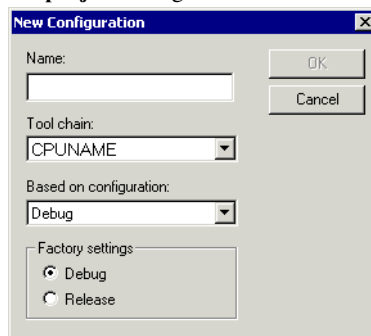 New Configuration
Name:
OK
Cancel
Tool chain:
CPUNAME
Based on configuration:
Debug
Factory settings
Debug
Release